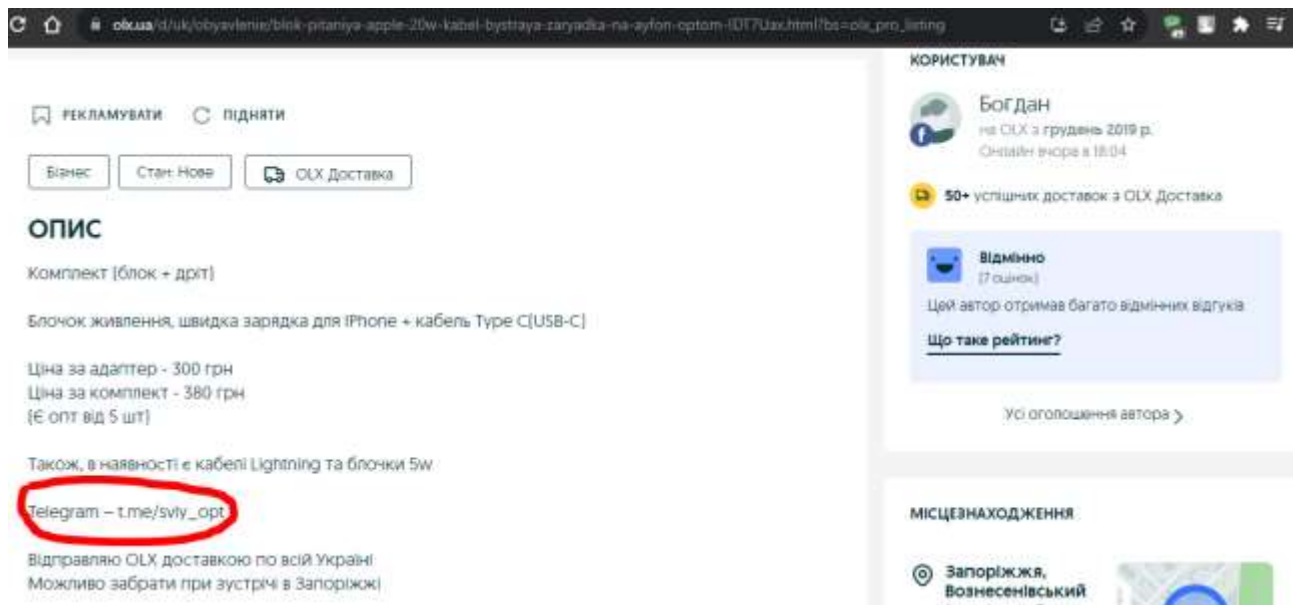 olx.ua/d/uk/obyavlenie/blok-pitaniya-apple-20w-kabel-bystraya-zaryadka-na-ayfon-optom-IDT7Uax.html?bs=olx_pro_listing
РЕКЛАМУВАТИ ПІДНЯТИ
Бізнес Стан: Нове OLX Доставка
ОПИС
Комплект (блок + дріт)
Блочок живлення, швидка зарядка для iPhone + кабель Type C(USB-C)
Ціна за адаптер - 300 грн
Ціна за комплект - 380 грн
(Є опт від 5 шт)
Також, в наявності є кабелі Lightning та блочки 5w
Telegram – t.me/sviy_opt
Відправляю OLX доставкою по всій Україні
Можливо забрати при зустрічі в Запоріжжі
КОРИСТУВАЧ
Богдан
на OLX з грудень 2019 р.
Онлайн вчора в 18:04
50+ успішних доставок з OLX Доставка
Відмінно
(7 оцінок)
Цей автор отримав багато відмінних відгуків
Що таке рейтинг?
Усі оголошення автора
МІСЦЕЗНАХОДЖЕННЯ
Запоріжжя,
Вознесенівський